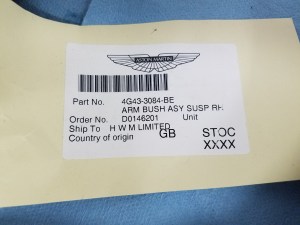 ASTON MARTIN
Part No. 4G43-3084-BE
ARM BUSH ASY SUSP RH
Order No. D0146201 Unit
Ship To H W M LIMITED
Country of origin GB STOC
XXXX